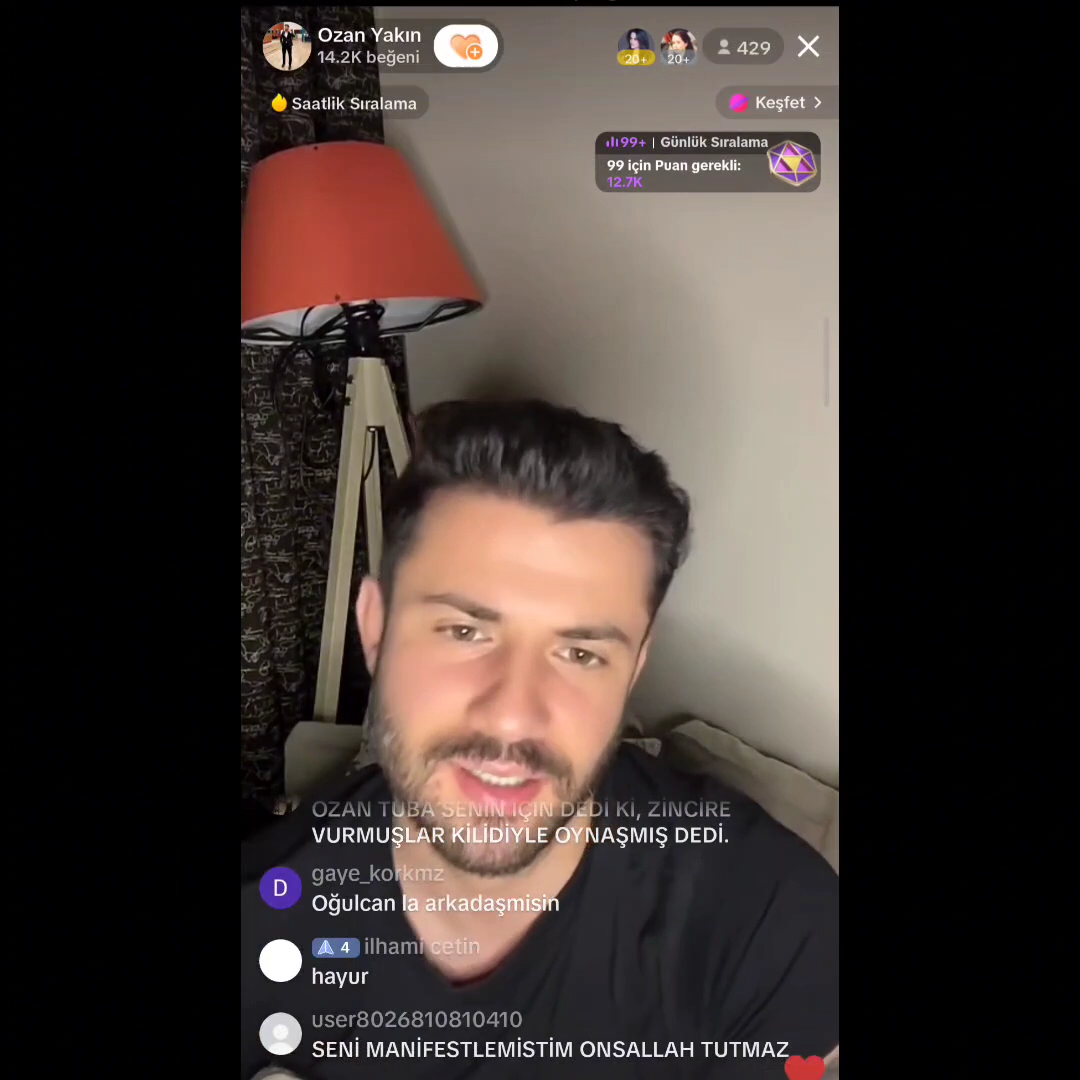 Ozan Yakın
14.2K beğeni
20+
20+
429
Saatlik Sıralama
Keşfet
99+ | Günlük Sıralama
99 için Puan gerekli:
12.7K
OZAN TUBA SENİN İÇİN DEDİ Kİ, ZİNCİRE
VURMUŞLAR KİLİDİYLE OYNAŞMIŞ DEDİ.
D
gaye_korkmz
Oğulcan la arkadaşmisin
4 ilhami cetin
hayur
user8026810810410
SENİ MANİFESTLEMİSTİM ONSALLAH TUTMAZ